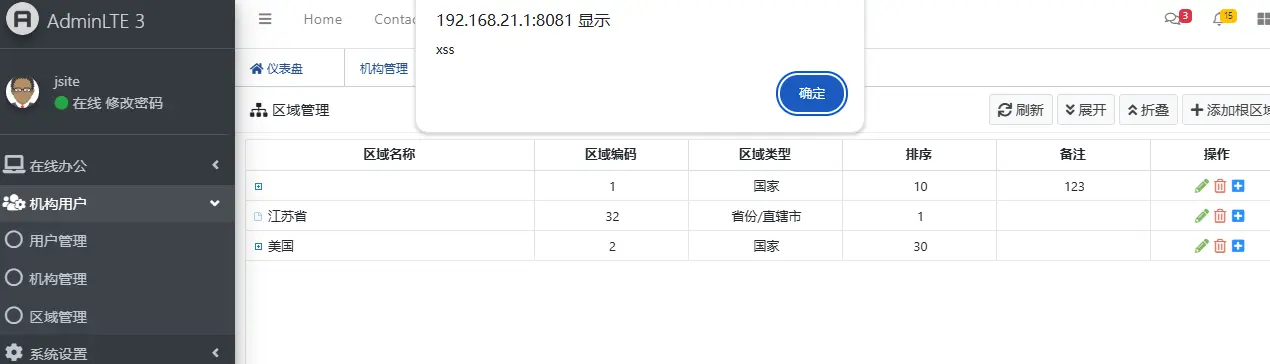 AdminLTE 3
Home
Contac
3
15
192.168.21.1:8081 显示
xss
确定
jsite
在线 修改密码
仪表盘
机构管理
区域管理
刷新
展开
折叠
添加根区域
在线办公
机构用户
用户管理
机构管理
区域管理
系统设置
区域名称 区域编码 区域类型 排序 备注 操作
1 国家 10 123
江苏省 32 省份/直辖市 1
美国 2 国家 30